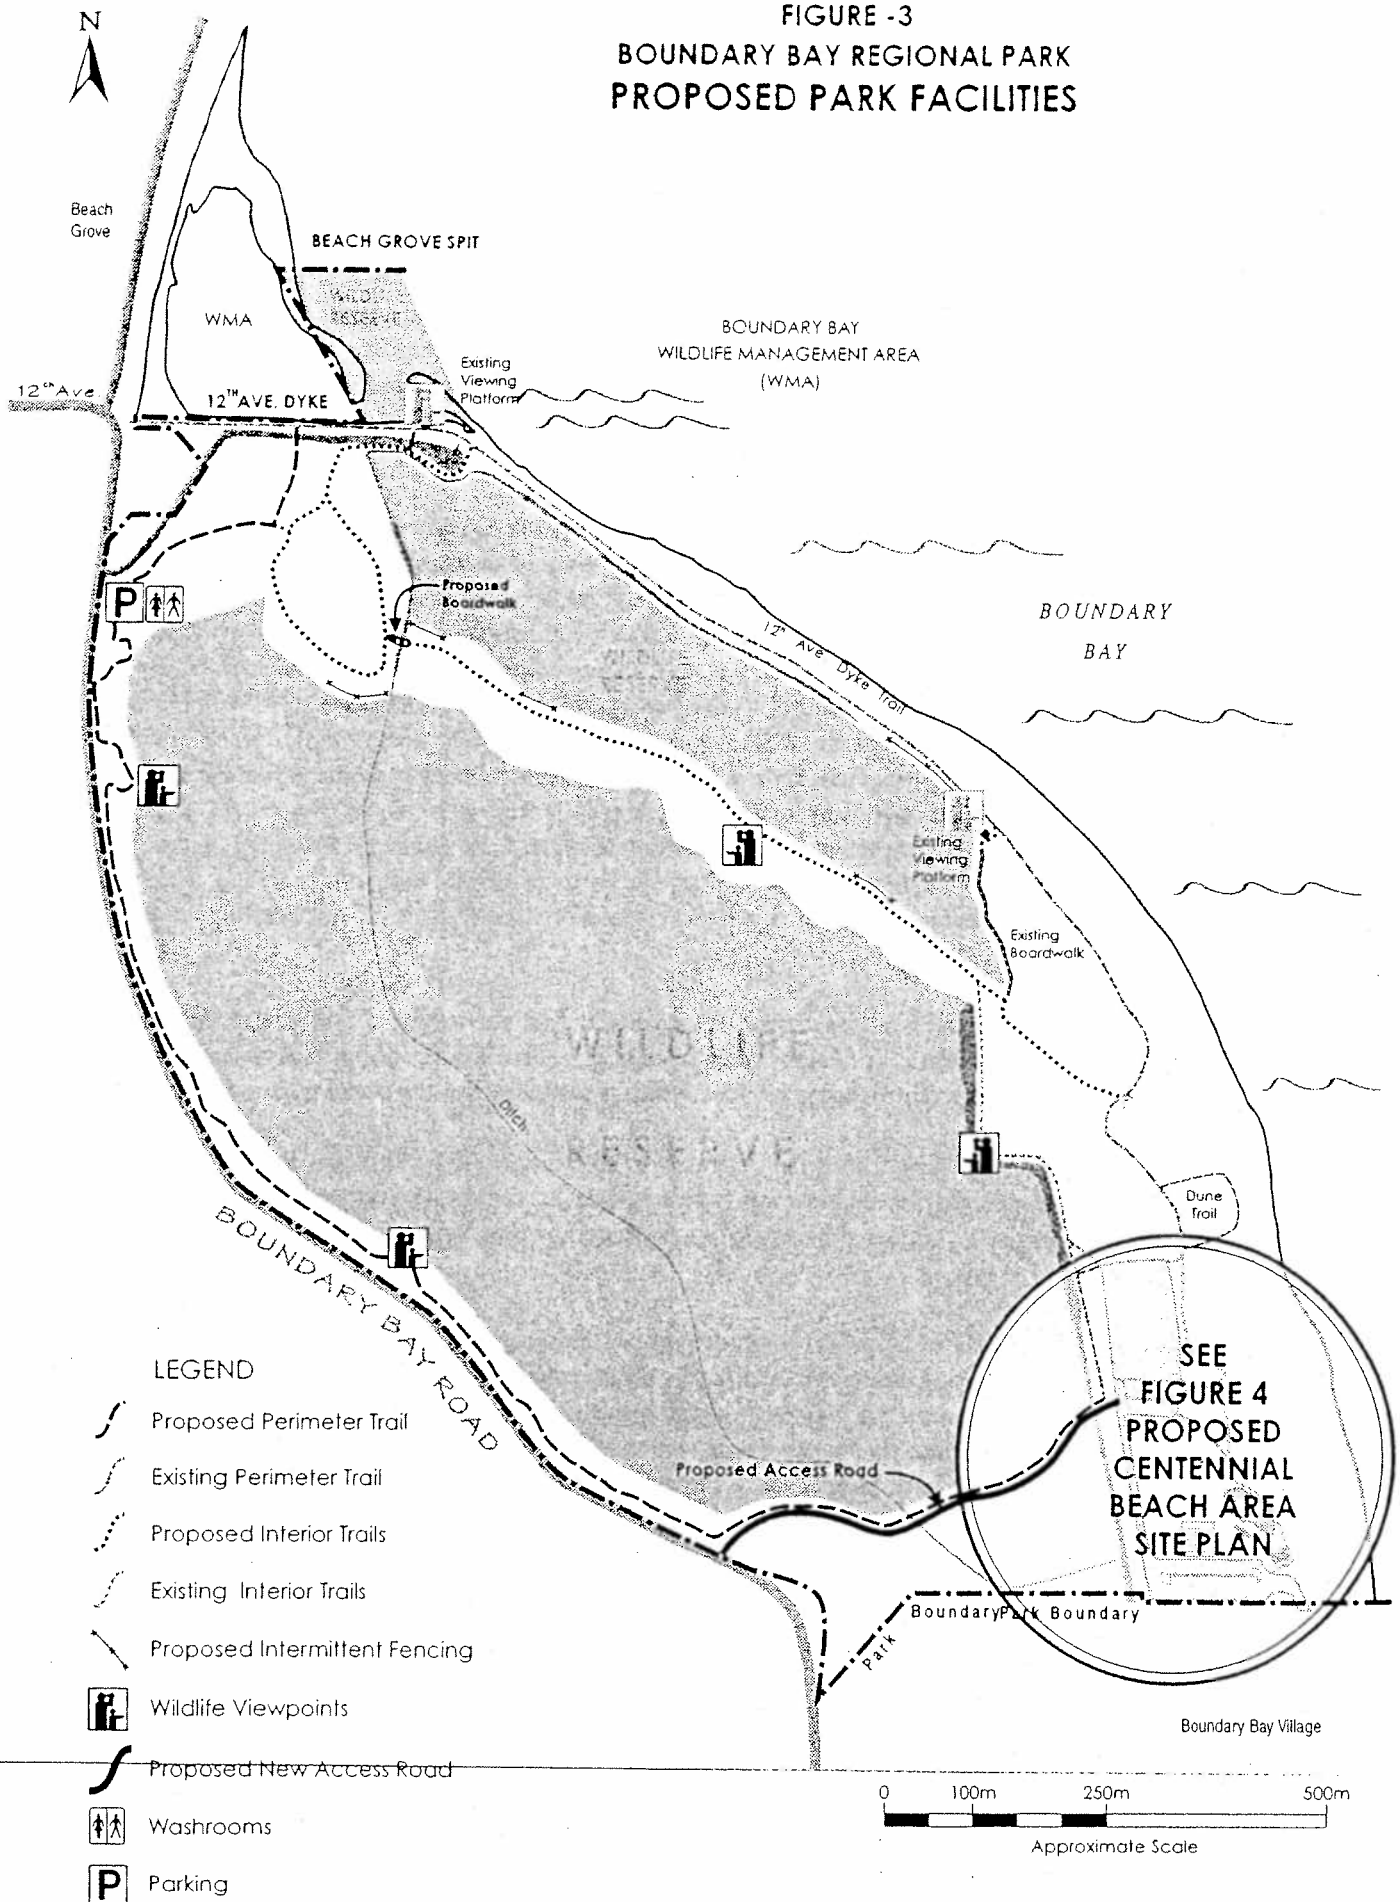 FIGURE -3
BOUNDARY BAY REGIONAL PARK
PROPOSED PARK FACILITIES
N
Beach
Grove
BEACH GROVE SPIT
WILD
RESERVE
WMA
BOUNDARY BAY
WILDLIFE MANAGEMENT AREA
(WMA)
Existing
Viewing
Platform
12th Ave.
12TH AVE. DYKE
Proposed
Boardwalk
P
BOUNDARY
BAY
12th Ave Dyke Trail
Existing
Viewing
Platform
Existing
Boardwalk
WILDLIFE
RESERVE
Ditch
Dune
Trail
BOUNDARY BAY ROAD
SEE
FIGURE 4
PROPOSED
CENTENNIAL
BEACH AREA
SITE PLAN
Proposed Access Road
BoundaryPark Boundary
Park
Boundary Bay Village
LEGEND
Proposed Perimeter Trail
Existing Perimeter Trail
Proposed Interior Trails
Existing Interior Trails
Proposed Intermittent Fencing
Wildlife Viewpoints
Proposed New Access Road
Washrooms
P Parking
0 100m 250m 500m
Approximate Scale